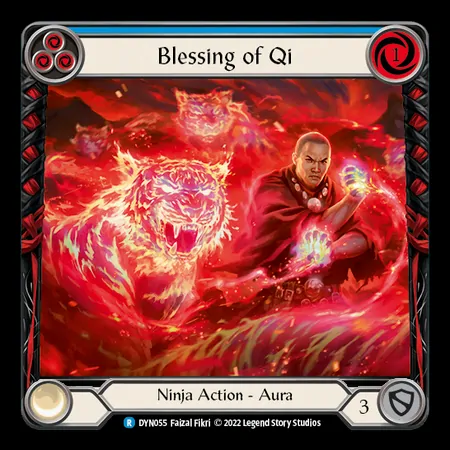 Blessing of Qi
1
Ninja Action - Aura
3
R DYN055 Faizal Fikri © 2022 Legend Story Studios